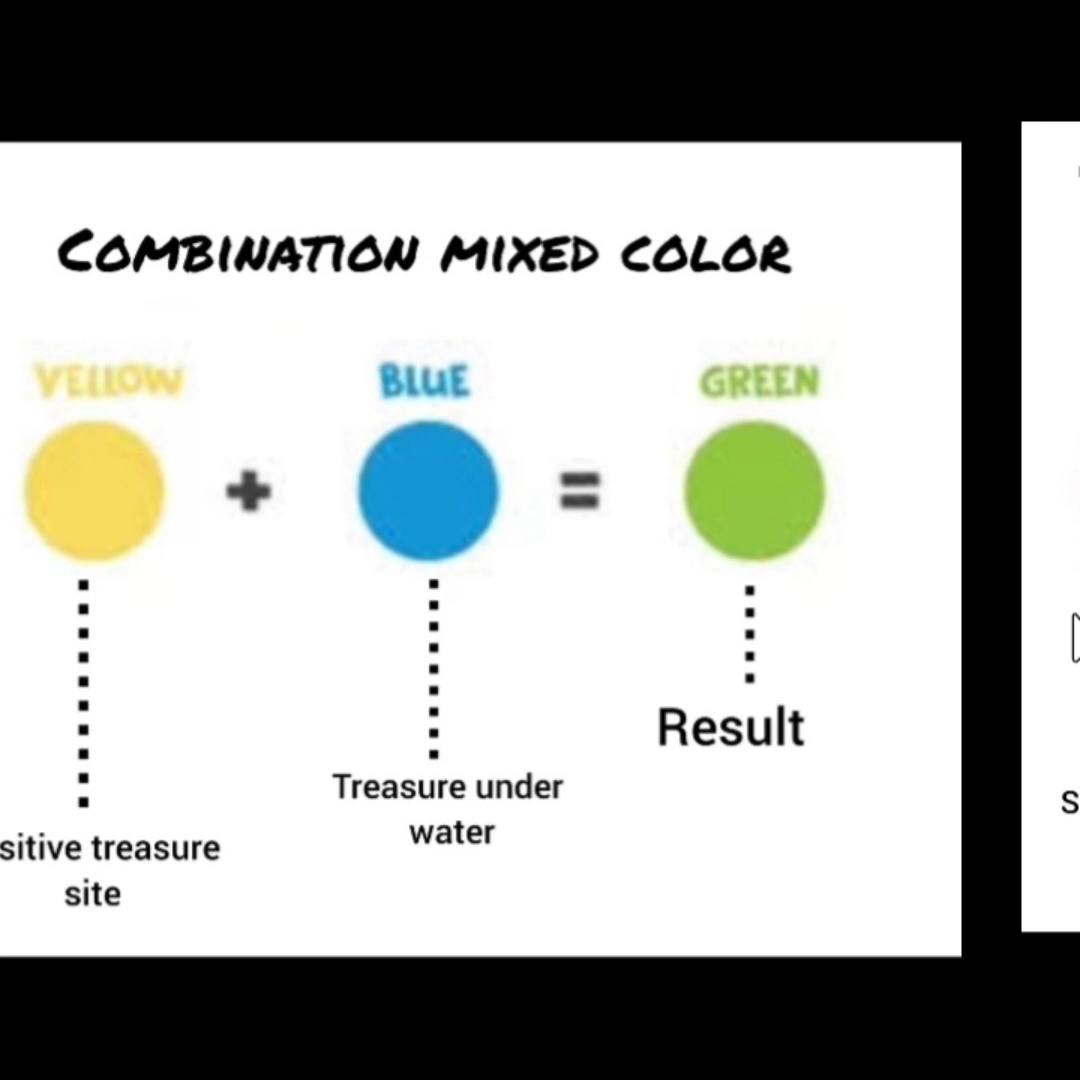 COMBINATION MIXED COLOR
YELLOW
BLUE
GREEN
+
=
Result
Treasure under
water
sitive treasure
site